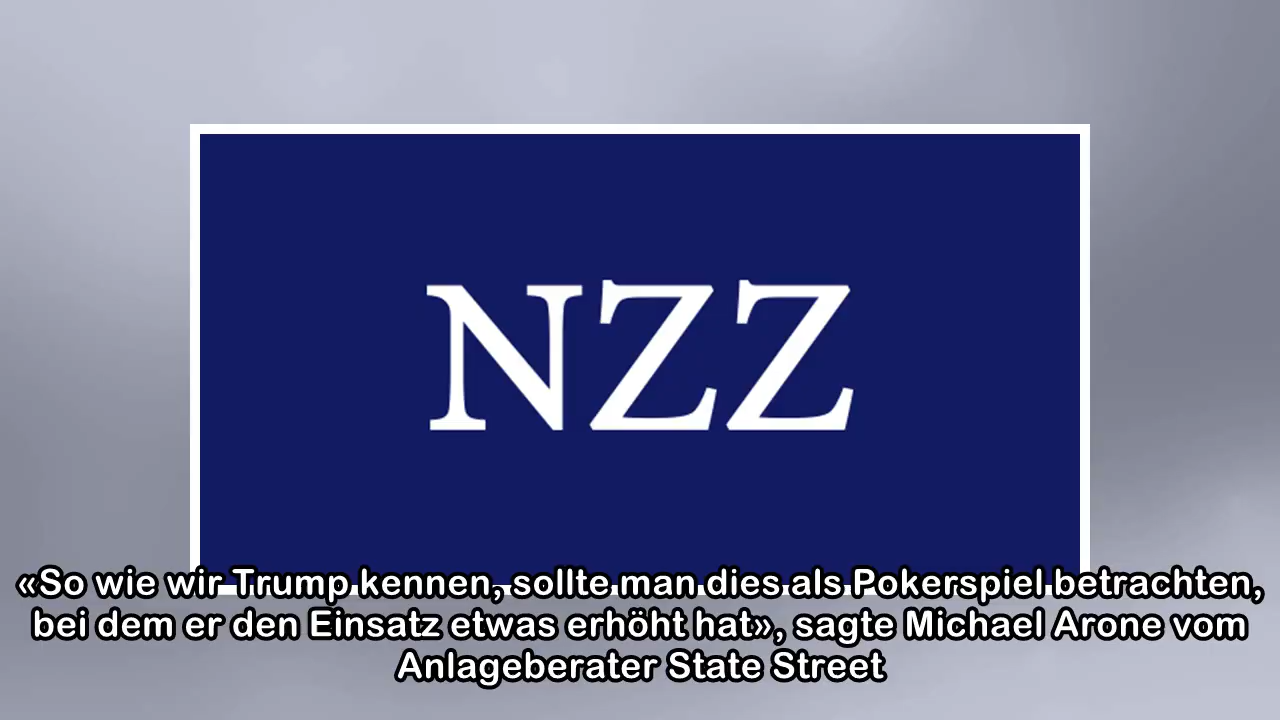 NZZ
«So wie wir Trump kennen, sollte man dies als Pokerspiel betrachten,
bei dem er den Einsatz etwas erhöht hat», sagte Michael Arone vom
Anlageberater State Street